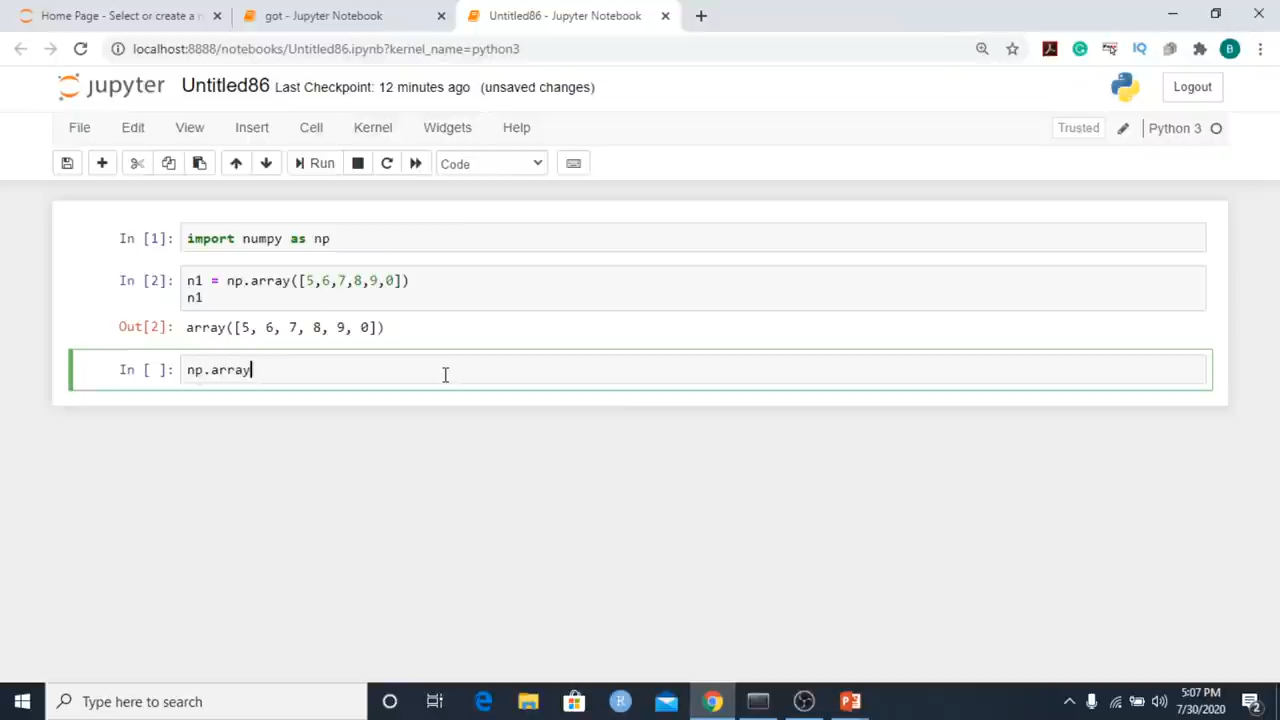 Home Page - Select or create a n
got - Jupyter Notebook
Untitled86 - Jupyter Notebook
localhost:8888/notebooks/Untitled86.ipynb?kernel_name=python3
IQ
B
jupyter Untitled86 Last Checkpoint: 12 minutes ago (unsaved changes)
Logout
File Edit View Insert Cell Kernel Widgets Help
Trusted Python 3
Run Code
In [1]: import numpy as np
In [2]: n1 = np.array([5,6,7,8,9,0])
n1
Out[2]: array([5, 6, 7, 8, 9, 0])
In [ ]: np.array
Type here to search
R
5:07 PM
7/30/2020
2